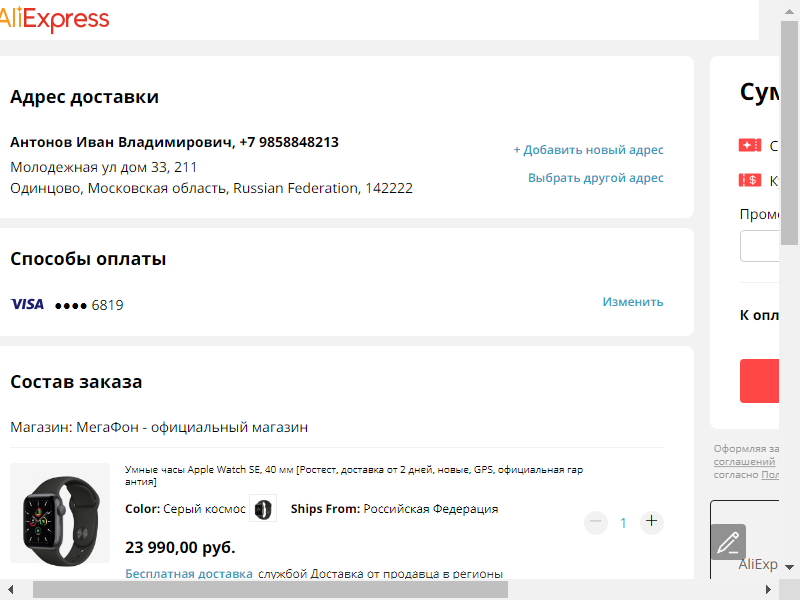 AliExpress
Адрес доставки
Антонов Иван Владимирович, +7 9858848213
Молодежная ул дом 33, 211
Одинцово, Московская область, Russian Federation, 142222
+ Добавить новый адрес
Выбрать другой адрес
Способы оплаты
VISA •••• 6819
Изменить
Состав заказа
Магазин: МегаФон - официальный магазин
Умные часы Apple Watch SE, 40 мм [Ростест, доставка от 2 дней, новые, GPS, официальная гар
антия]
Color: Серый космос Ships From: Российская Федерация
1
23 990,00 руб.
Бесплатная доставка службой Доставка от продавца в регионы
Сум
С
К
Пром
К опл
Оформляя за
соглашений
согласно Пол
AliExp